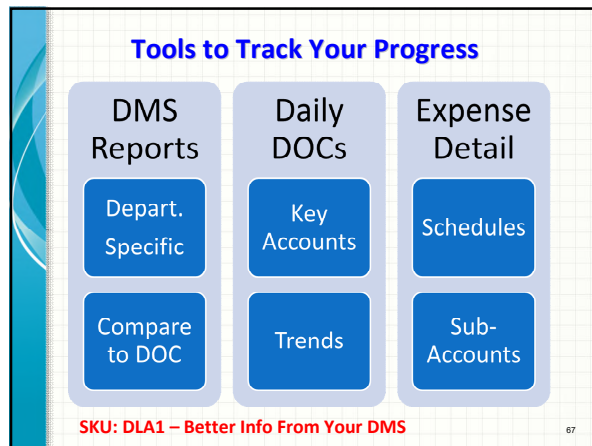 Tools to Track Your Progress
DMS
Reports
Depart.
Specific
Compare
to DOC
Daily
DOCs
Key
Accounts
Trends
Expense
Detail
Schedules
Sub-
Accounts
SKU: DLA1 – Better Info From Your DMS
67